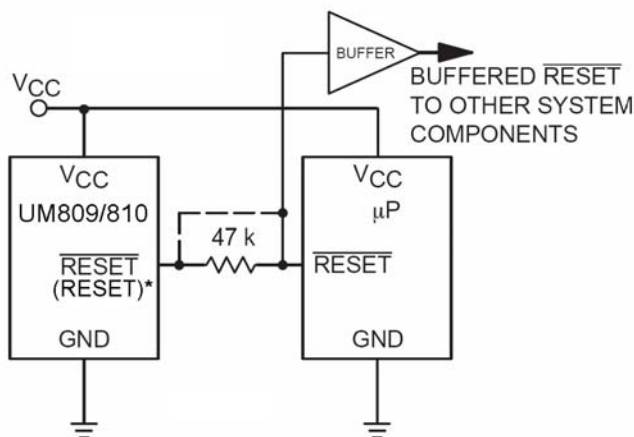 BUFFER
BUFFERED RESET
TO OTHER SYSTEM
COMPONENTS
VCC
VCC
UM809/810
RESET
(RESET)*
GND
47 k
VCC
µP
RESET
GND